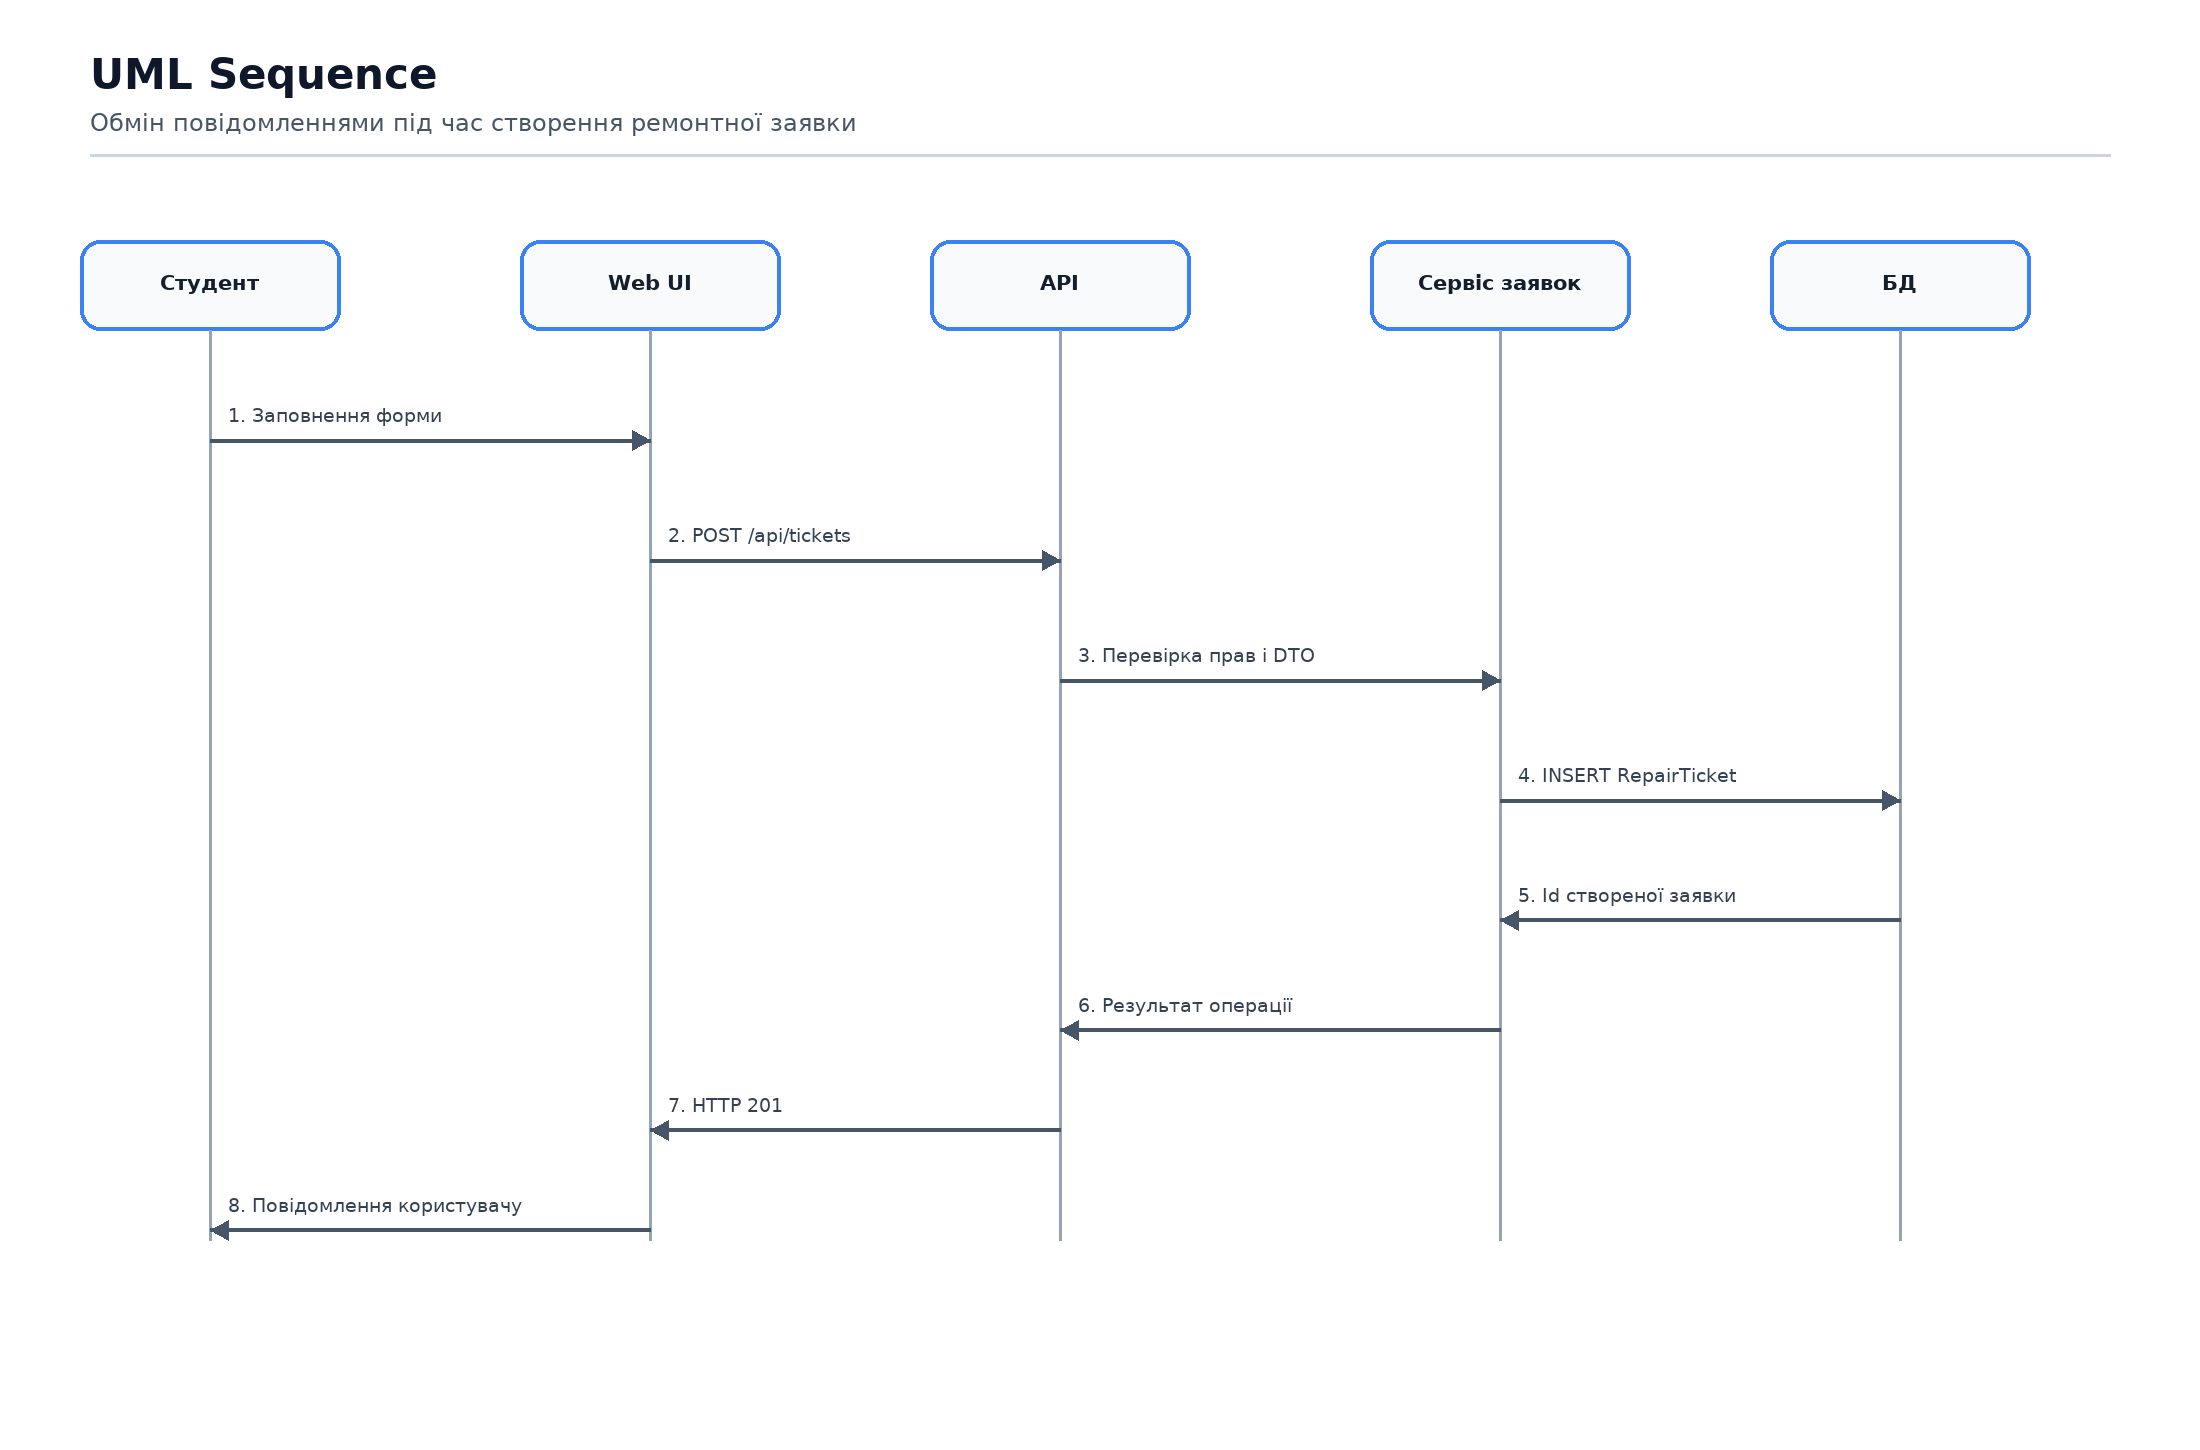 UML Sequence
Обмін повідомленнями під час створення ремонтної заявки
Студент
Web UI
API
Сервіс заявок
БД
1. Заповнення форми
2. POST /api/tickets
3. Перевірка прав і DTO
4. INSERT RepairTicket
5. Id створеної заявки
6. Результат операції
7. HTTP 201
8. Повідомлення користувачу